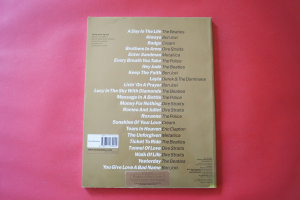 A Day In The Life The Beatles
Always Bon Jovi
Badge Cream
Brothers In Arms Dire Straits
Enter Sandman Metallica
Every Breath You Take The Police
Hey Jude The Beatles
Keep The Faith Bon Jovi
Layla Derek & The Dominos
Livin' On A Prayer Bon Jovi
Lucy In The Sky With Diamonds The Beatles
Message In A Bottle The Police
Money For Nothing Dire Straits
Romeo And Juliet Dire Straits
Roxanne The Police
Sunshine Of Your Love Cream
Tears In Heaven Eric Clapton
The Unforgiven Metallica
Ticket To Ride The Beatles
Tunnel Of Love Dire Straits
Walk Of Life Dire Straits
Yesterday The Beatles
You Give Love A Bad Name Bon Jovi